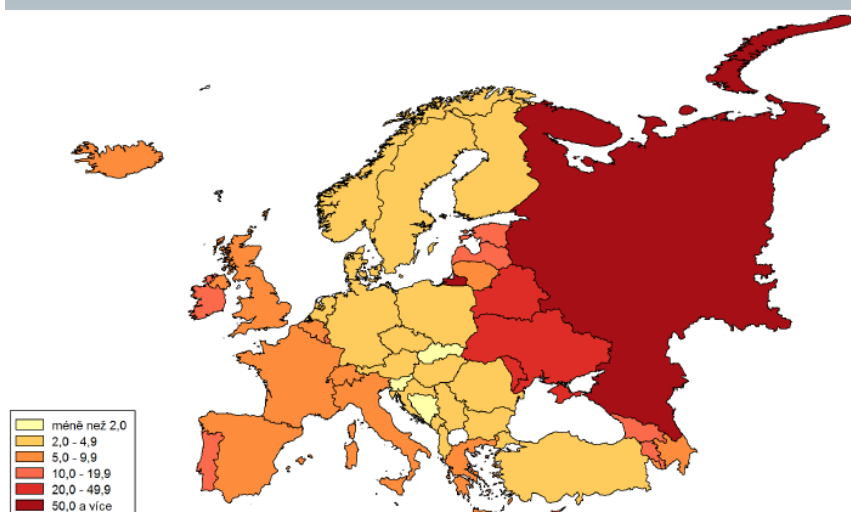 méně než 2,0
2,0 - 4,9
5,0 - 9,9
10,0 - 19,9
20,0 - 49,9
50,0 a více